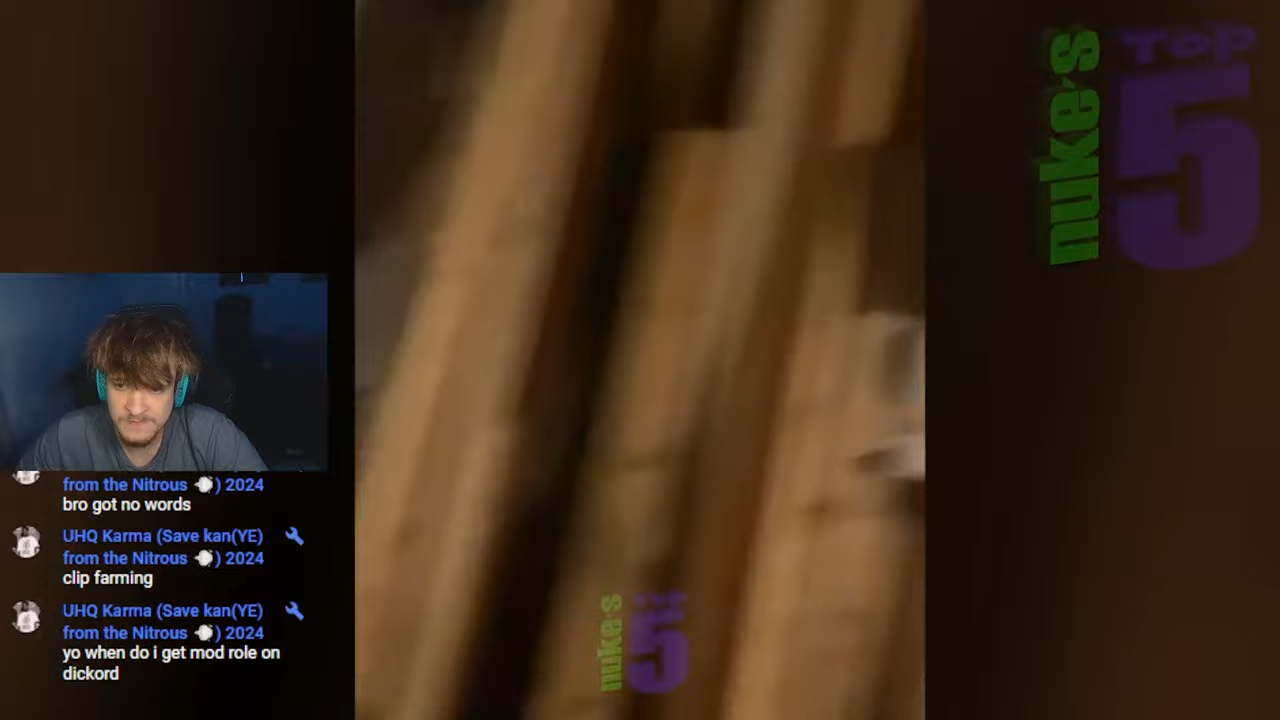 nuke's
Top
5
from the Nitrous 💨) 2024
bro got no words
UHQ Karma (Save kan(YE)
from the Nitrous 💨) 2024
clip farming
UHQ Karma (Save kan(YE)
from the Nitrous 💨) 2024
yo when do i get mod role on
dickord
nuke's
5